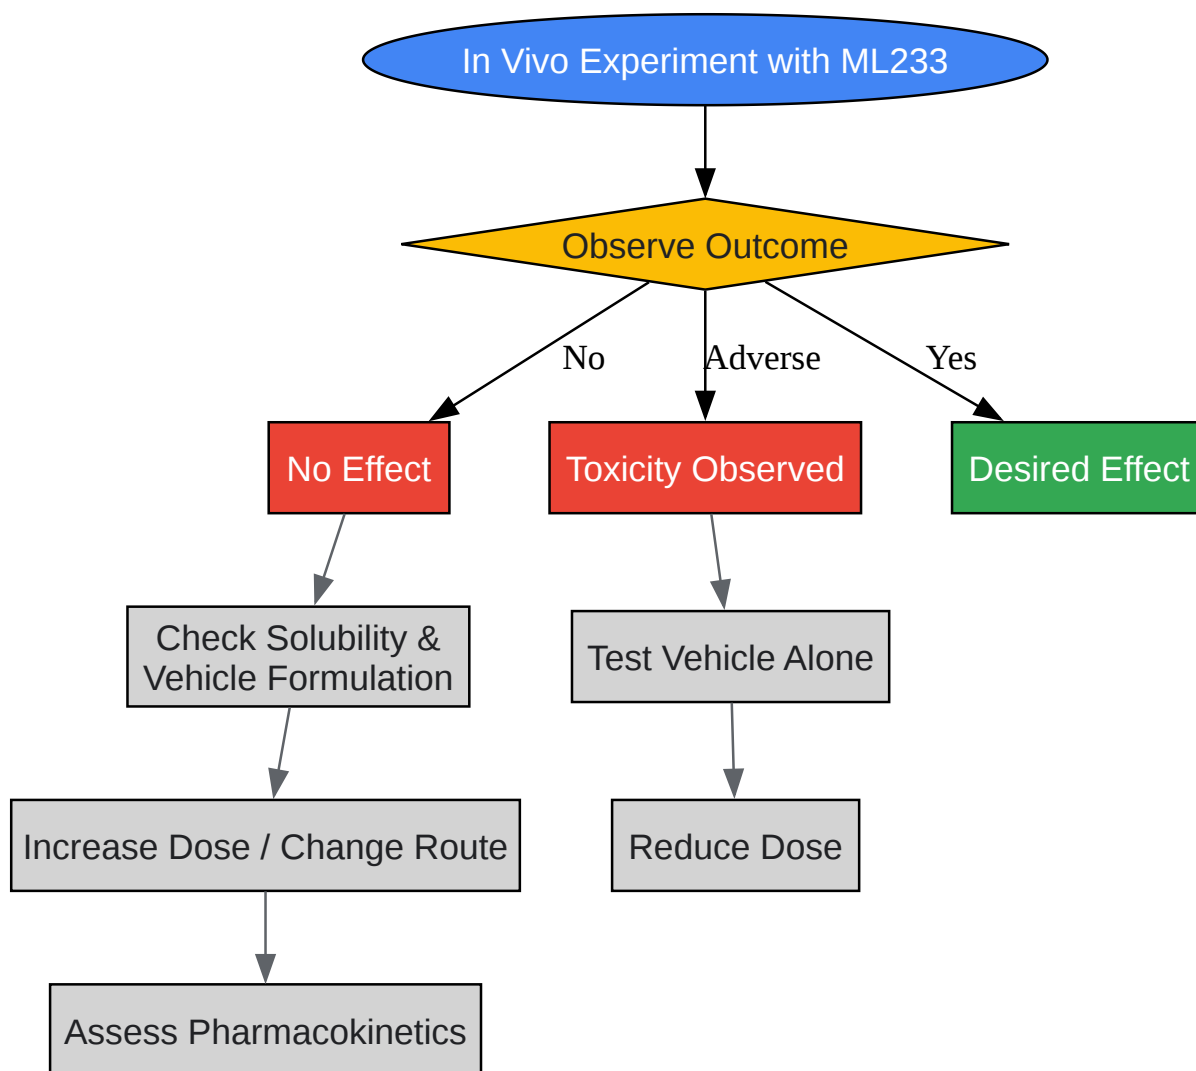 In Vivo Experiment with ML233
Observe Outcome
No
Adverse
Yes
No Effect
Toxicity Observed
Desired Effect
Check Solubility &
Vehicle Formulation
Test Vehicle Alone
Increase Dose / Change Route
Reduce Dose
Assess Pharmacokinetics